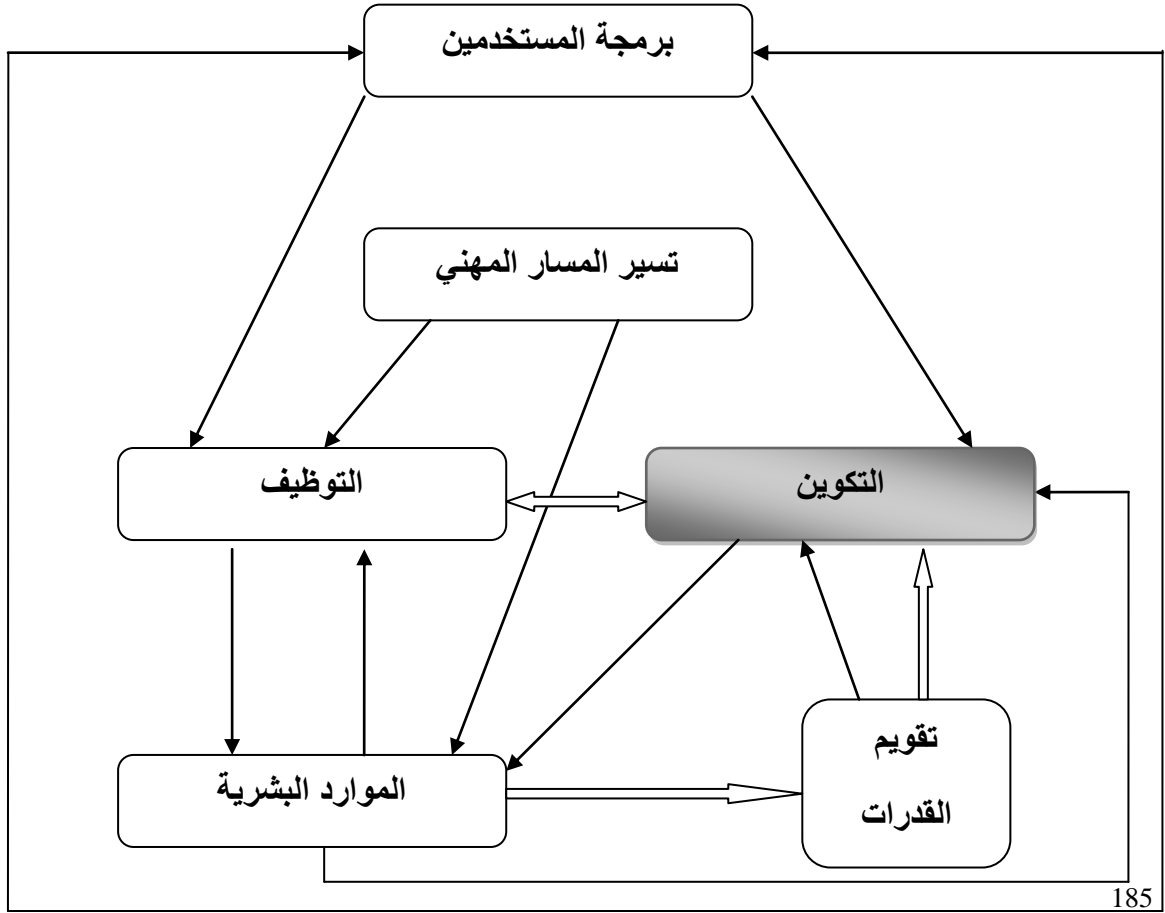 برمجة المستخدمين
تسير المسار المهني
التوظيف
التكوين
تقويم
القدرات
الموارد البشرية
185